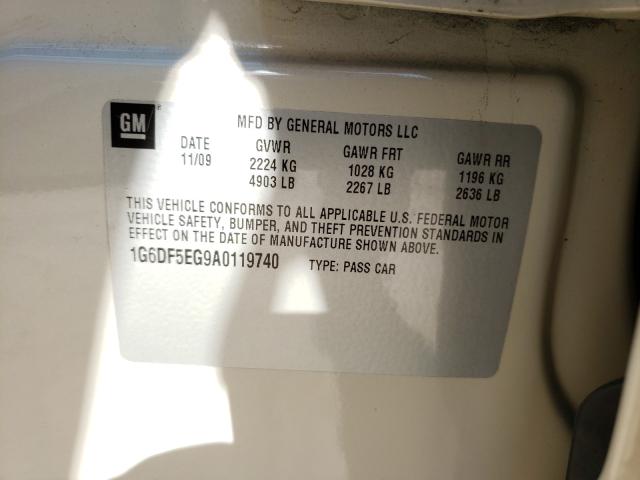 GM
MFD BY GENERAL MOTORS LLC
DATE GVWR GAWR FRT GAWR RR
11/09 2224 KG 1028 KG 1196 KG
4903 LB 2267 LB 2636 LB
THIS VEHICLE CONFORMS TO ALL APPLICABLE U.S. FEDERAL MOTOR
VEHICLE SAFETY, BUMPER, AND THEFT PREVENTION STANDARDS IN
EFFECT ON THE DATE OF MANUFACTURE SHOWN ABOVE.
1G6DF5EG9A0119740 TYPE: PASS CAR